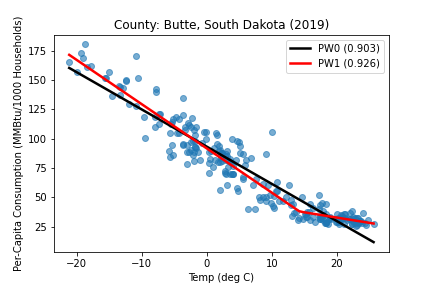 County: Butte, South Dakota (2019)
PW0 (0.903)
PW1 (0.926)
Per-Capita Consumption (MMBtu/1000 Households)
175
150
125
100
75
50
25
−20 −10 0 10 20
Temp (deg C)